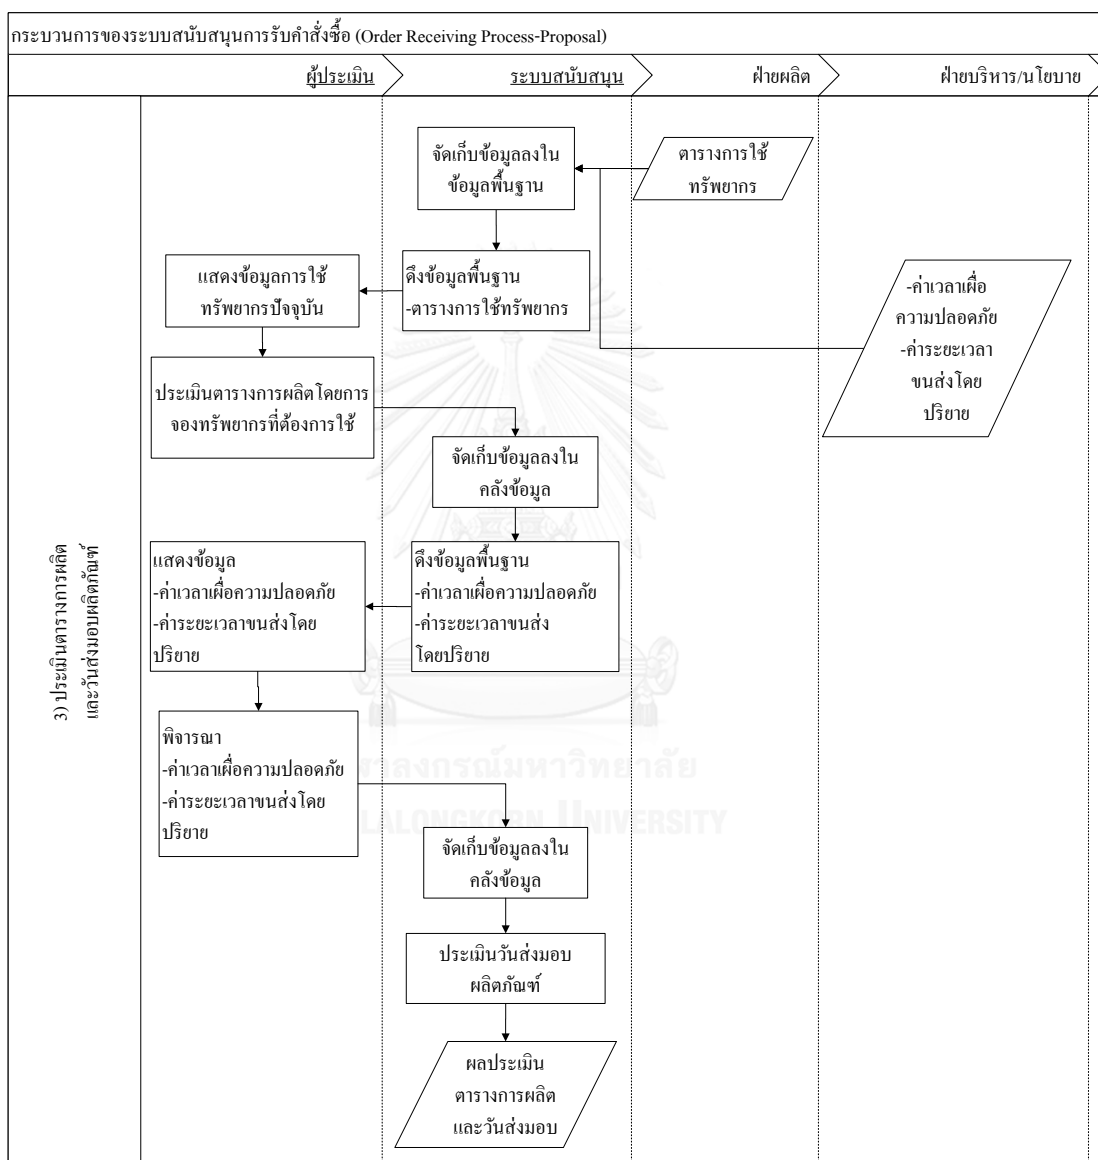 กระบวนการของระบบสนับสนุนการรับคำสั่งซื้อ (Order Receiving Process-Proposal)
ผู้ประเมิน
ระบบสนับสนุน
ฝ่ายผลิต
ฝ่ายบริหาร/นโยบาย
3) ประเมินตารางการผลิต
และวันส่งมอบผลิตภัณฑ์
จัดเก็บข้อมูลลงใน
ข้อมูลพื้นฐาน
ตารางการใช้
ทรัพยากร
แสดงข้อมูลการใช้
ทรัพยากรปัจจุบัน
ดึงข้อมูลพื้นฐาน
-ตารางการใช้ทรัพยากร
-ค่าเวลาเผื่อ
ความปลอดภัย
-ค่าระยะเวลา
ขนส่งโดย
ปริยาย
ประเมินตารางการผลิตโดยการ
จองทรัพยากรที่ต้องการใช้
จัดเก็บข้อมูลลงใน
คลังข้อมูล
แสดงข้อมูล
-ค่าเวลาเผื่อความปลอดภัย
-ค่าระยะเวลาขนส่งโดย
ปริยาย
ดึงข้อมูลพื้นฐาน
-ค่าเวลาเผื่อความปลอดภัย
-ค่าระยะเวลาขนส่ง
โดยปริยาย
พิจารณา
-ค่าเวลาเผื่อความปลอดภัย
-ค่าระยะเวลาขนส่งโดย
ปริยาย
าลงกรณ์มหาวิทยาลัย
LALONGKORN UNIVERSITY
จัดเก็บข้อมูลลงใน
คลังข้อมูล
ประเมินวันส่งมอบ
ผลิตภัณฑ์
ผลประเมิน
ตารางการผลิต
และวันส่งมอบ